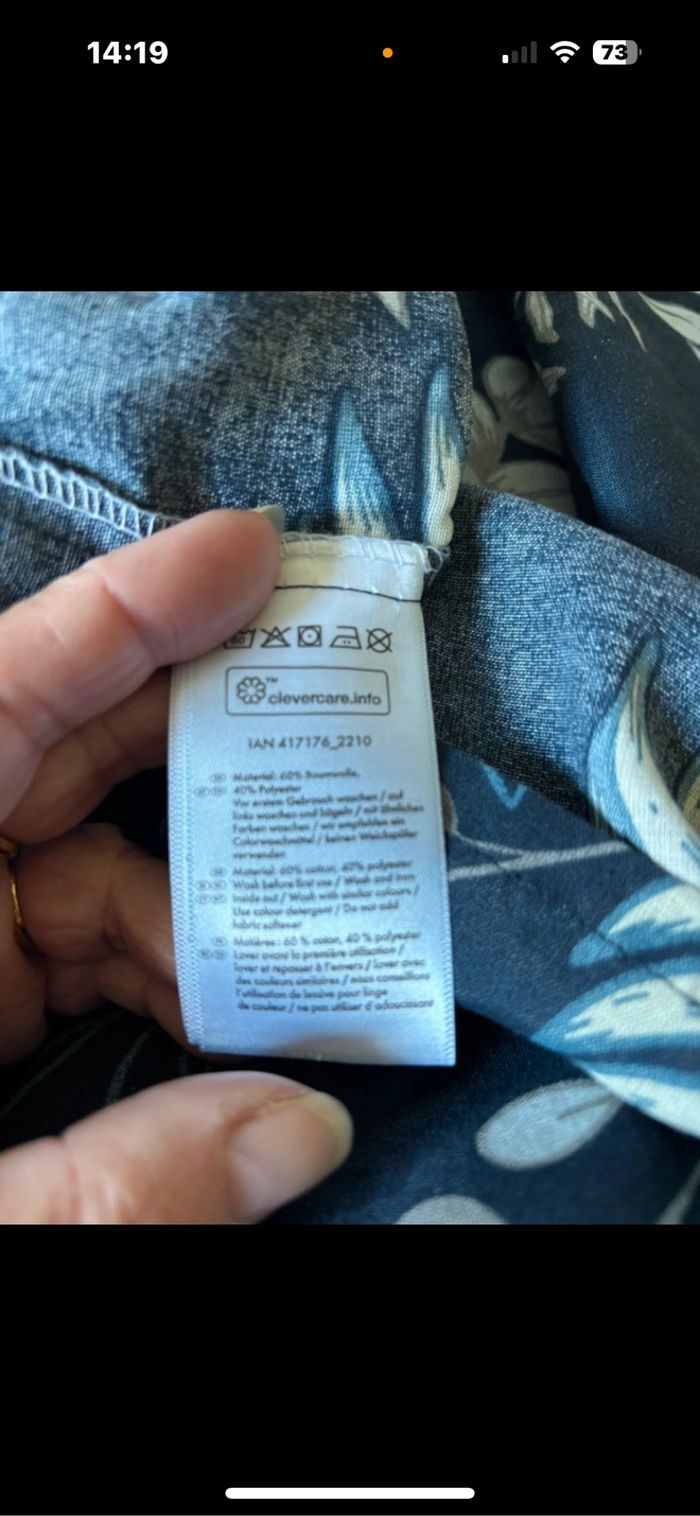 14:19
73
60
clevercare.info
IAN 417176_2210
Material: 60% Baumwolle,
40% Polyester
Vor erstem Gebrauch waschen / auf
links waschen und bügeln / mit ähnlichen
Farben waschen / wir empfehlen ein
Colorwaschmittel / keinen Weichspüler
verwenden
Material: 60% cotton, 40% polyester
Wash before first use / Wash and iron
inside out / Wash with similar colours /
Use colour detergent / Do not add
fabric softener
Matières : 60 % coton, 40 % polyester
Laver avant la première utilisation /
laver et repasser à l'envers / laver avec
des couleurs similaires / nous conseillons
l'utilisation de lessive pour linge
de couleur / ne pas utiliser d'adoucissant